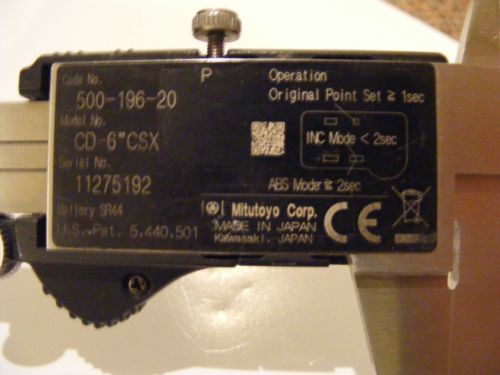 Code No.
500-196-20
Model No.
CD-6"CSX
Serial No.
11275192
Battery SR44
U.S. Pat. 5,440,501
P
Operation
Original Point Set ≧ 1sec
INC Mode < 2sec
ABS Mode ≧ 2sec
Mitutoyo Corp.
MADE IN JAPAN
Kawasaki, JAPAN
CE